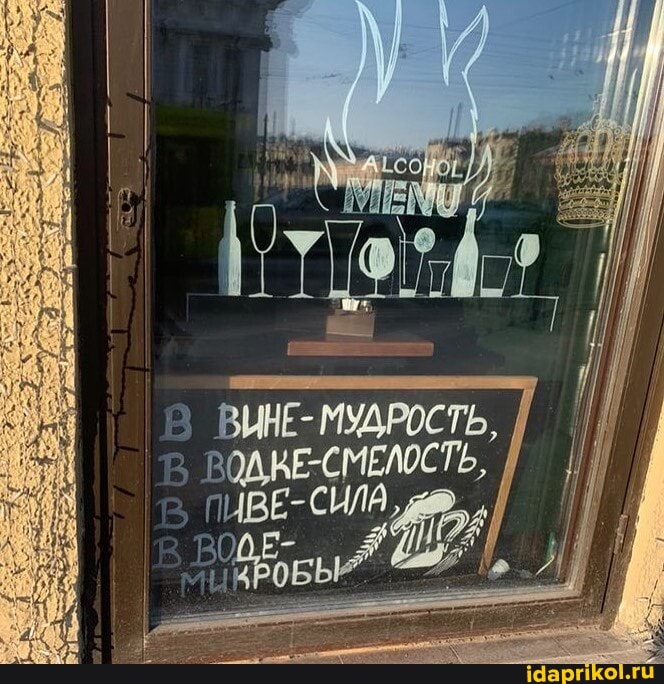 ALCOHOL
MENU
В ВИНЕ-МУДРОСТЬ,
В ВОДКЕ-СМЕЛОСТЬ,
В ПИВЕ-СИЛА,
В ВОДЕ-
МИКРОБЫ
idaprikol.ru